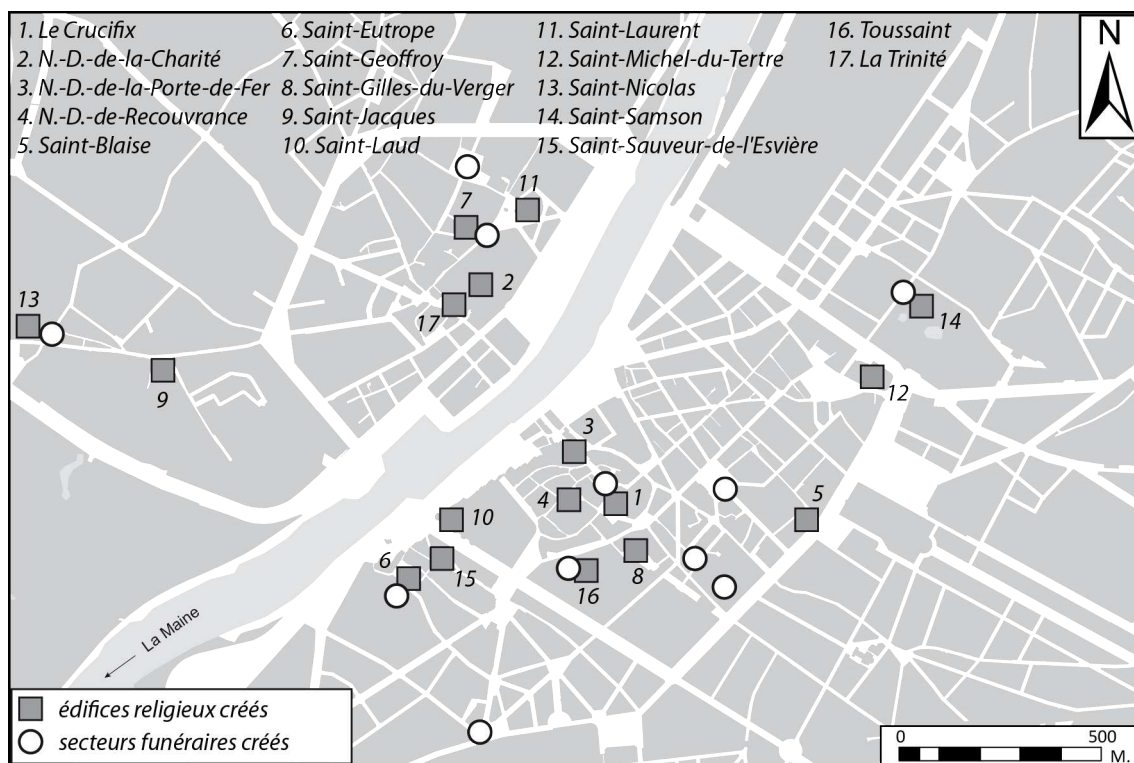 1. Le Crucifix
2. N.-D.-de-la-Charité
3. N.-D.-de-la-Porte-de-Fer
4. N.-D.-de-Recouvrance
5. Saint-Blaise
6. Saint-Eutrope
7. Saint-Geoffroy
8. Saint-Gilles-du-Verger
9. Saint-Jacques
10. Saint-Laud
11. Saint-Laurent
12. Saint-Michel-du-Tertre
13. Saint-Nicolas
14. Saint-Samson
15. Saint-Sauveur-de-l'Esvière
16. Toussaint
17. La Trinité
N
11
7
2
17
13
9
14
12
3
4
1
5
10
15
6
16
8
La Maine
édifices religieux créés
secteurs funéraires créés
0 500
M.